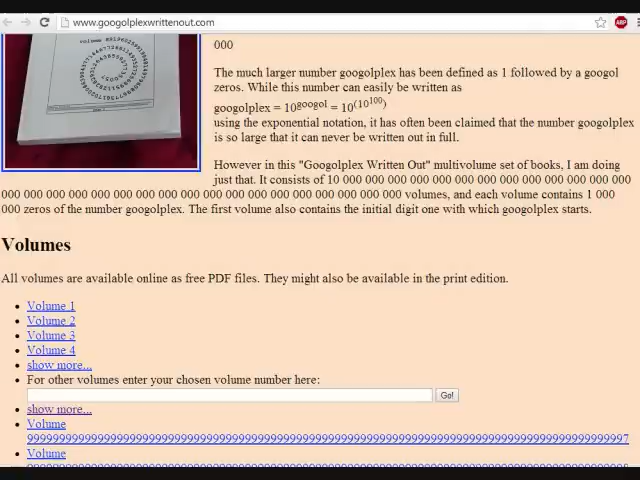 www.googolplexwrittenout.com
ABP
000
The much larger number googolplex has been defined as 1 followed by a googol
zeros. While this number can easily be written as
googolplex = 10^googol = 10^(10^100)
using the exponential notation, it has often been claimed that the number googolplex
is so large that it can never be written out in full.
However in this "Googolplex Written Out" multivolume set of books, I am doing
just that. It consists of 10 000 000 000 000 000 000 000 000 000 000 000 000 000
000 000 000 000 000 000 000 000 000 000 000 000 000 000 000 000 000 000 volumes, and each volume contains 1 000
000 zeros of the number googolplex. The first volume also contains the initial digit one with which googolplex starts.
Volumes
All volumes are available online as free PDF files. They might also be available in the print edition.
Volume 1
Volume 2
Volume 3
Volume 4
show more...
For other volumes enter your chosen volume number here:
Go!
show more...
Volume
9999999999999999999999999999999999999999999999999999999999999999999999999999999999999999999997
Volume